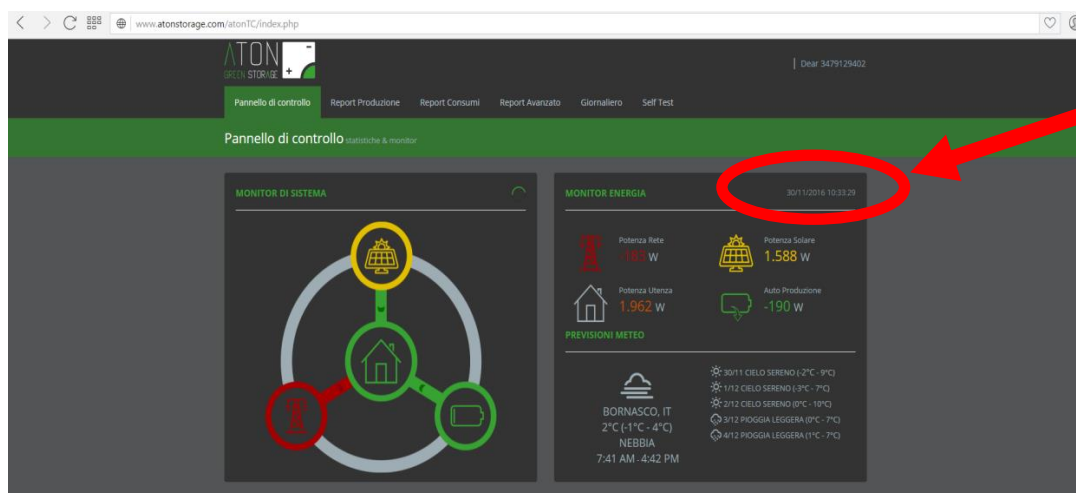 www.atonstorage.com/atonTC/index.php
ATON
GREEN STORAGE
Dear 3479129402
Pannello di controllo Report Produzione Report Consumi Report Avanzato Giornaliero Self Test
Pannello di controllo statistiche & monitor
MONITOR DI SISTEMA
MONITOR ENERGIA 30/11/2016 10:33:29
Potenza Rete
W
Potenza Solare
1.588 W
Potenza Utenza
1.962 W
Auto Produzione
-190 W
PREVISIONI METEO
BORNASCO, IT
2°C (-1°C - 4°C)
NEBBIA
7:41 AM - 4:42 PM
30/11 CIELO SERENO (-2°C - 9°C)
1/12 CIELO SERENO (-3°C - 7°C)
2/12 CIELO SERENO (0°C - 10°C)
3/12 PIOGGIA LEGGERA (0°C - 7°C)
4/12 PIOGGIA LEGGERA (1°C - 7°C)